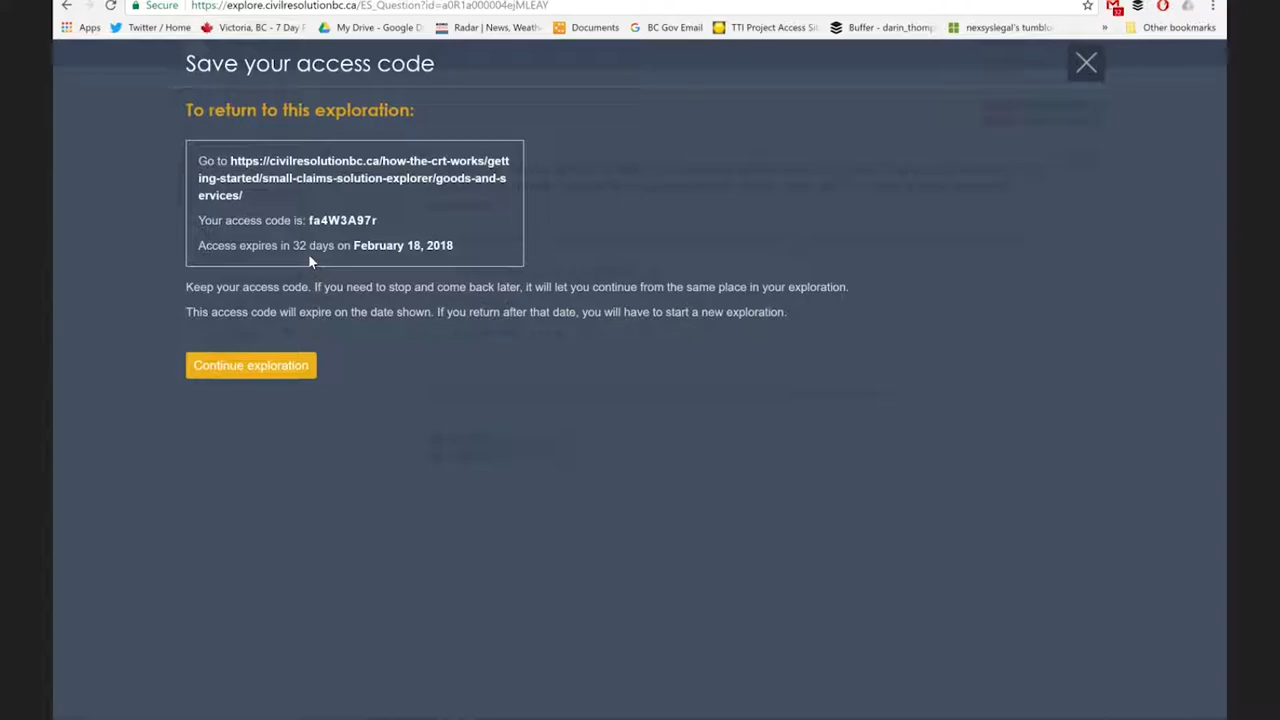 Secure https://explore.civilresolutionbc.ca/ES_Question?id=a0R1a000004ejMLEAY
Apps Twitter / Home Victoria, BC - 7 Day F My Drive - Google D Radar | News, Weath Documents BC Gov Email TTI Project Access Sit Buffer - darin_thomp nexsyslegal's tumblo » Other bookmarks
Save your access code
To return to this exploration:
Go to https://civilresolutionbc.ca/how-the-crt-works/gett
ing-started/small-claims-solution-explorer/goods-and-s
ervices/
Your access code is: fa4W3A97r
Access expires in 32 days on February 18, 2018
Keep your access code. If you need to stop and come back later, it will let you continue from the same place in your exploration.
This access code will expire on the date shown. If you return after that date, you will have to start a new exploration.
Continue exploration